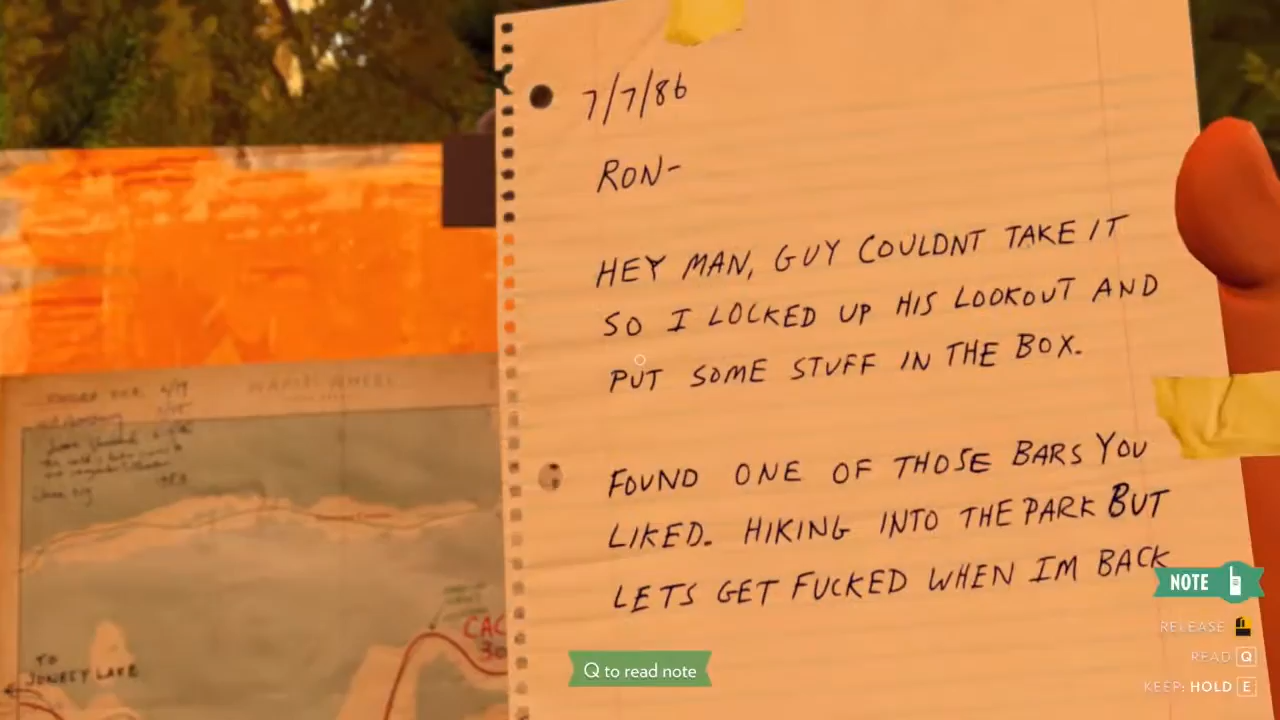 7/7/86
RON-
HEY MAN, GUY COULDNT TAKE IT
SO I LOCKED UP HIS LOOKOUT AND
PUT SOME STUFF IN THE BOX.
FOUND ONE OF THOSE BARS YOU
LIKED. HIKING INTO THE PARK BUT
LETS GET FUCKED WHEN IM BACK
TO
JONESY LAKE
CAC
30
NOTE
RELEASE
READ Q
KEEP: HOLD E
Q to read note